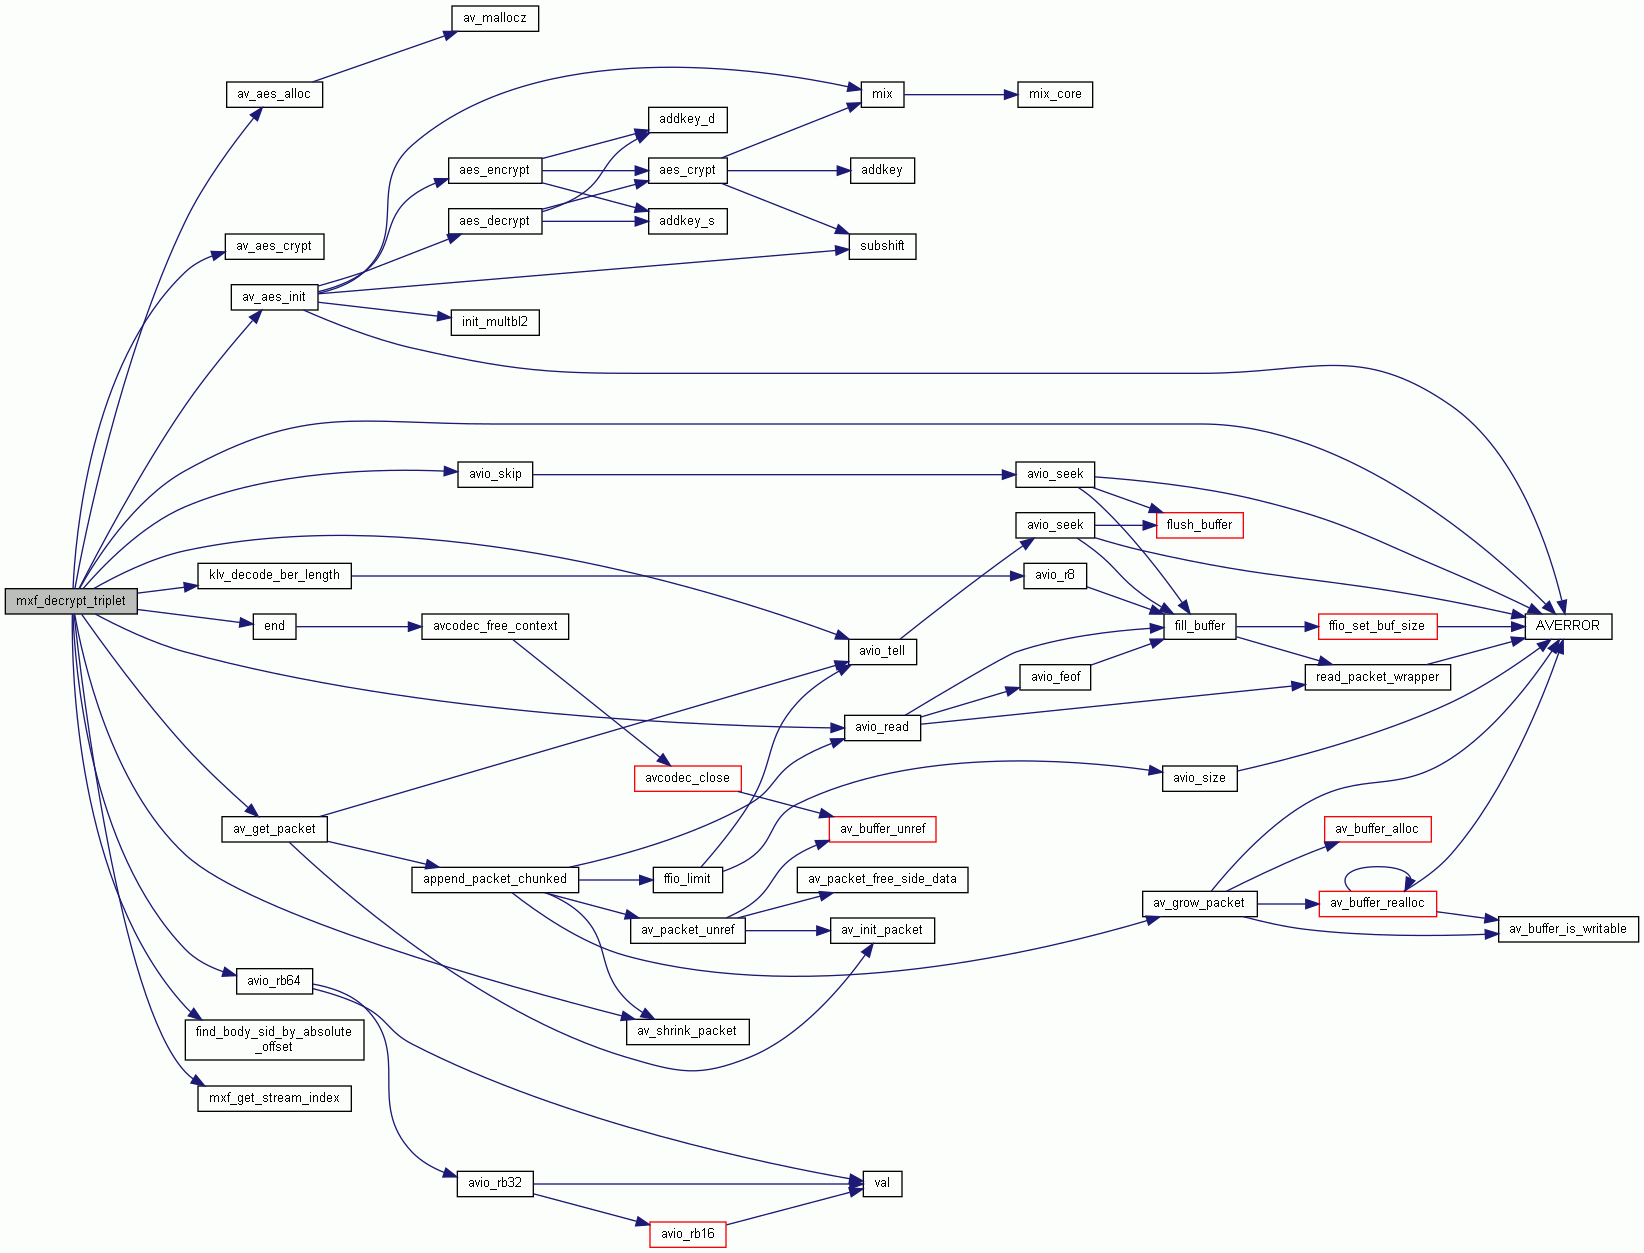 av_mallocz
av_aes_alloc
mix
mix_core
addkey_d
aes_encrypt
aes_crypt
addkey
aes_decrypt
addkey_s
av_aes_crypt
subshift
av_aes_init
init_multbl2
avio_skip
avio_seek
avio_seek
flush_buffer
klv_decode_ber_length
avio_r8
mxf_decrypt_triplet
end
avcodec_free_context
fill_buffer
ffio_set_buf_size
AVERROR
avio_tell
avio_feof
read_packet_wrapper
avio_read
avcodec_close
avio_size
av_get_packet
av_buffer_unref
av_buffer_alloc
append_packet_chunked
ffio_limit
av_packet_free_side_data
av_grow_packet
av_buffer_realloc
av_packet_unref
av_init_packet
av_buffer_is_writable
avio_rb64
find_body_sid_by_absolute
_offset
av_shrink_packet
mxf_get_stream_index
avio_rb32
val
avio_rb16